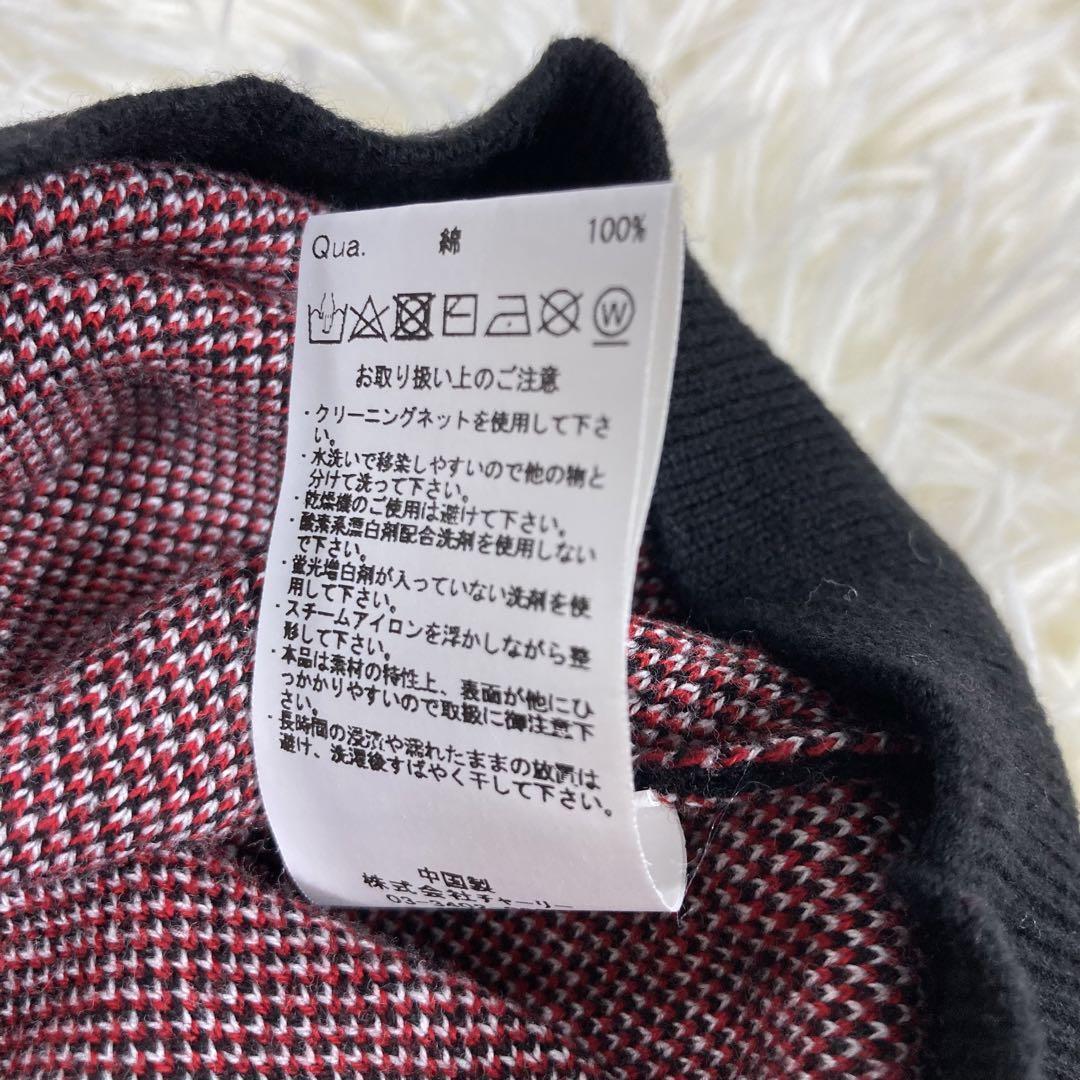 Qua. 綿 100%
W
お取り扱い上のご注意
・クリーニングネットを使用して下さ
い。
・水洗いで移染しやすいので他の物と
分けて洗って下さい。
・乾燥機のご使用は避けて下さい。
・酸素系漂白剤配合洗剤を使用しない
で下さい。
・蛍光増白剤が入っていない洗剤を使
用して下さい。
・スチームアイロンを浮かしながら整
形して下さい。
・本品は素材の特性上、表面が他にひ
っかかりやすいので取扱に御注意下
さい。
・長時間の浸漬や濡れたままの放置は
避け、洗濯後すばやく干して下さい。
中国製
株式会社チャーリー